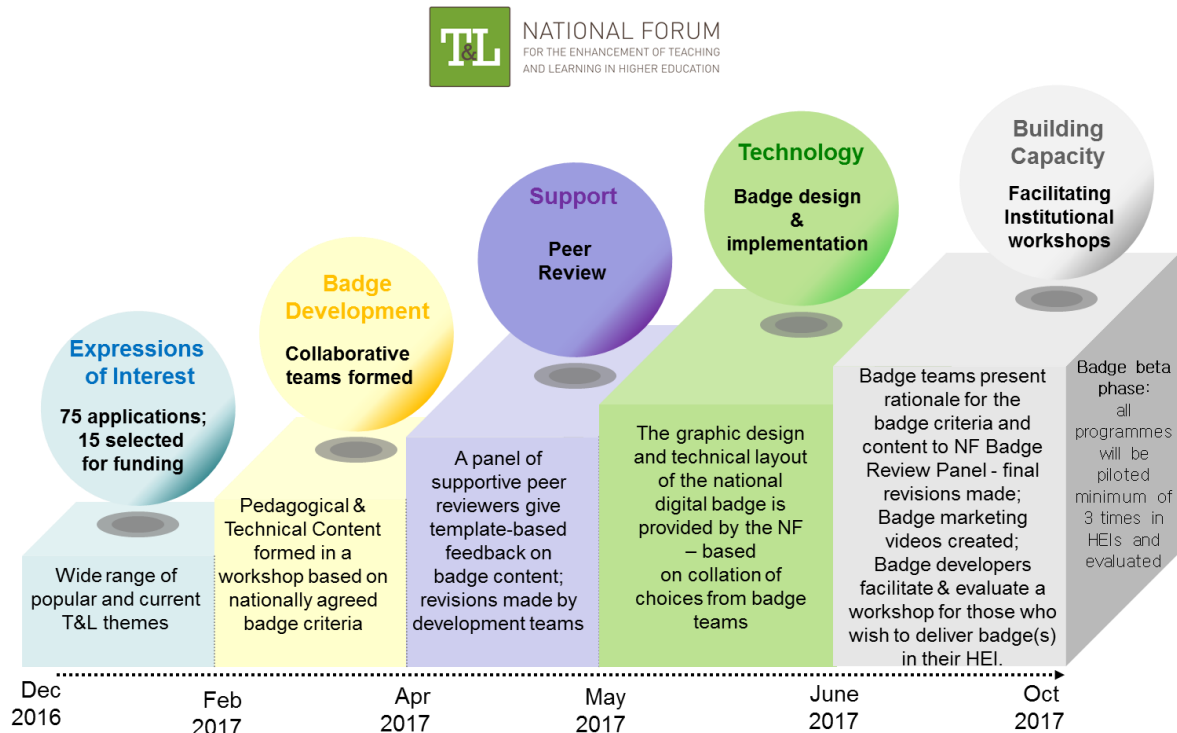 T&L
NATIONAL FORUM
FOR THE ENHANCEMENT OF TEACHING
AND LEARNING IN HIGHER EDUCATION
Expressions
of Interest
75 applications;
15 selected
for funding
Wide range of
popular and current
T&L themes
Badge
Development
Collaborative
teams formed
Pedagogical &
Technical Content
formed in a
workshop based on
nationally agreed
badge criteria
Support
Peer
Review
A panel of
supportive peer
reviewers give
template-based
feedback on
badge content;
revisions made by
development teams
Technology
Badge design
&
implementation
The graphic design
and technical layout
of the national
digital badge is
provided by the NF
– based
on collation of
choices from badge
teams
Building
Capacity
Facilitating
Institutional
workshops
Badge teams present
rationale for the
badge criteria and
content to NF Badge
Review Panel - final
revisions made;
Badge marketing
videos created;
Badge developers
facilitate & evaluate a
workshop for those who
wish to deliver badge(s)
in their HEI.
Badge beta
phase:
all
programmes
will be
piloted
minimum of
3 times in
HEIs and
evaluated
Dec
2016
Feb
2017
Apr
2017
May
2017
June
2017
Oct
2017